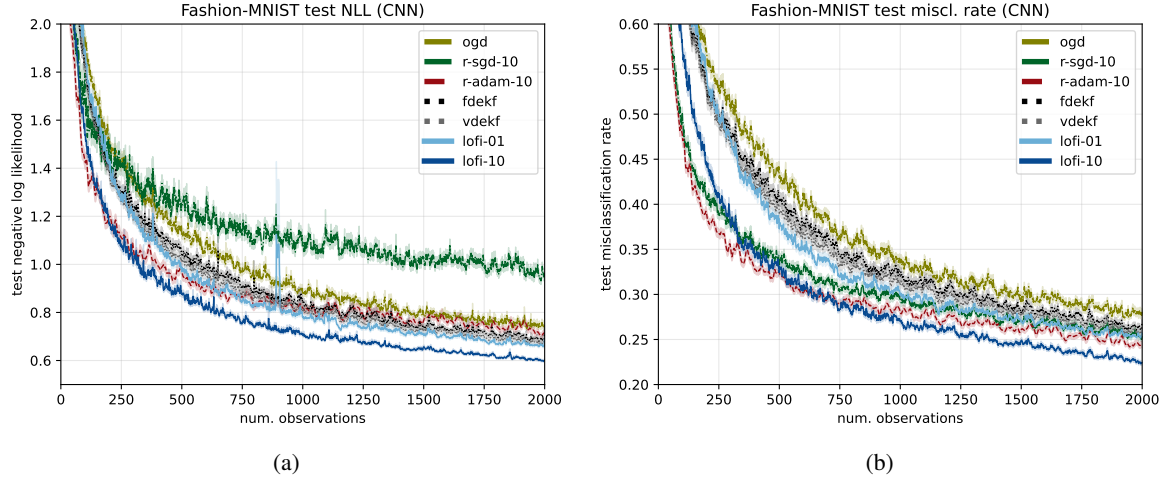 Fashion-MNIST test NLL (CNN)
test negative log likelihood
2.0
1.8
1.6
1.4
1.2
1.0
0.8
0.6
0 250 500 750 1000 1250 1500 1750 2000
num. observations
ogd
r-sgd-10
r-adam-10
fdekf
vdekf
lofi-01
lofi-10
(a)
Fashion-MNIST test miscl. rate (CNN)
test misclassification rate
0.60
0.55
0.50
0.45
0.40
0.35
0.30
0.25
0.20
0 250 500 750 1000 1250 1500 1750 2000
num. observations
ogd
r-sgd-10
r-adam-10
fdekf
vdekf
lofi-01
lofi-10
(b)